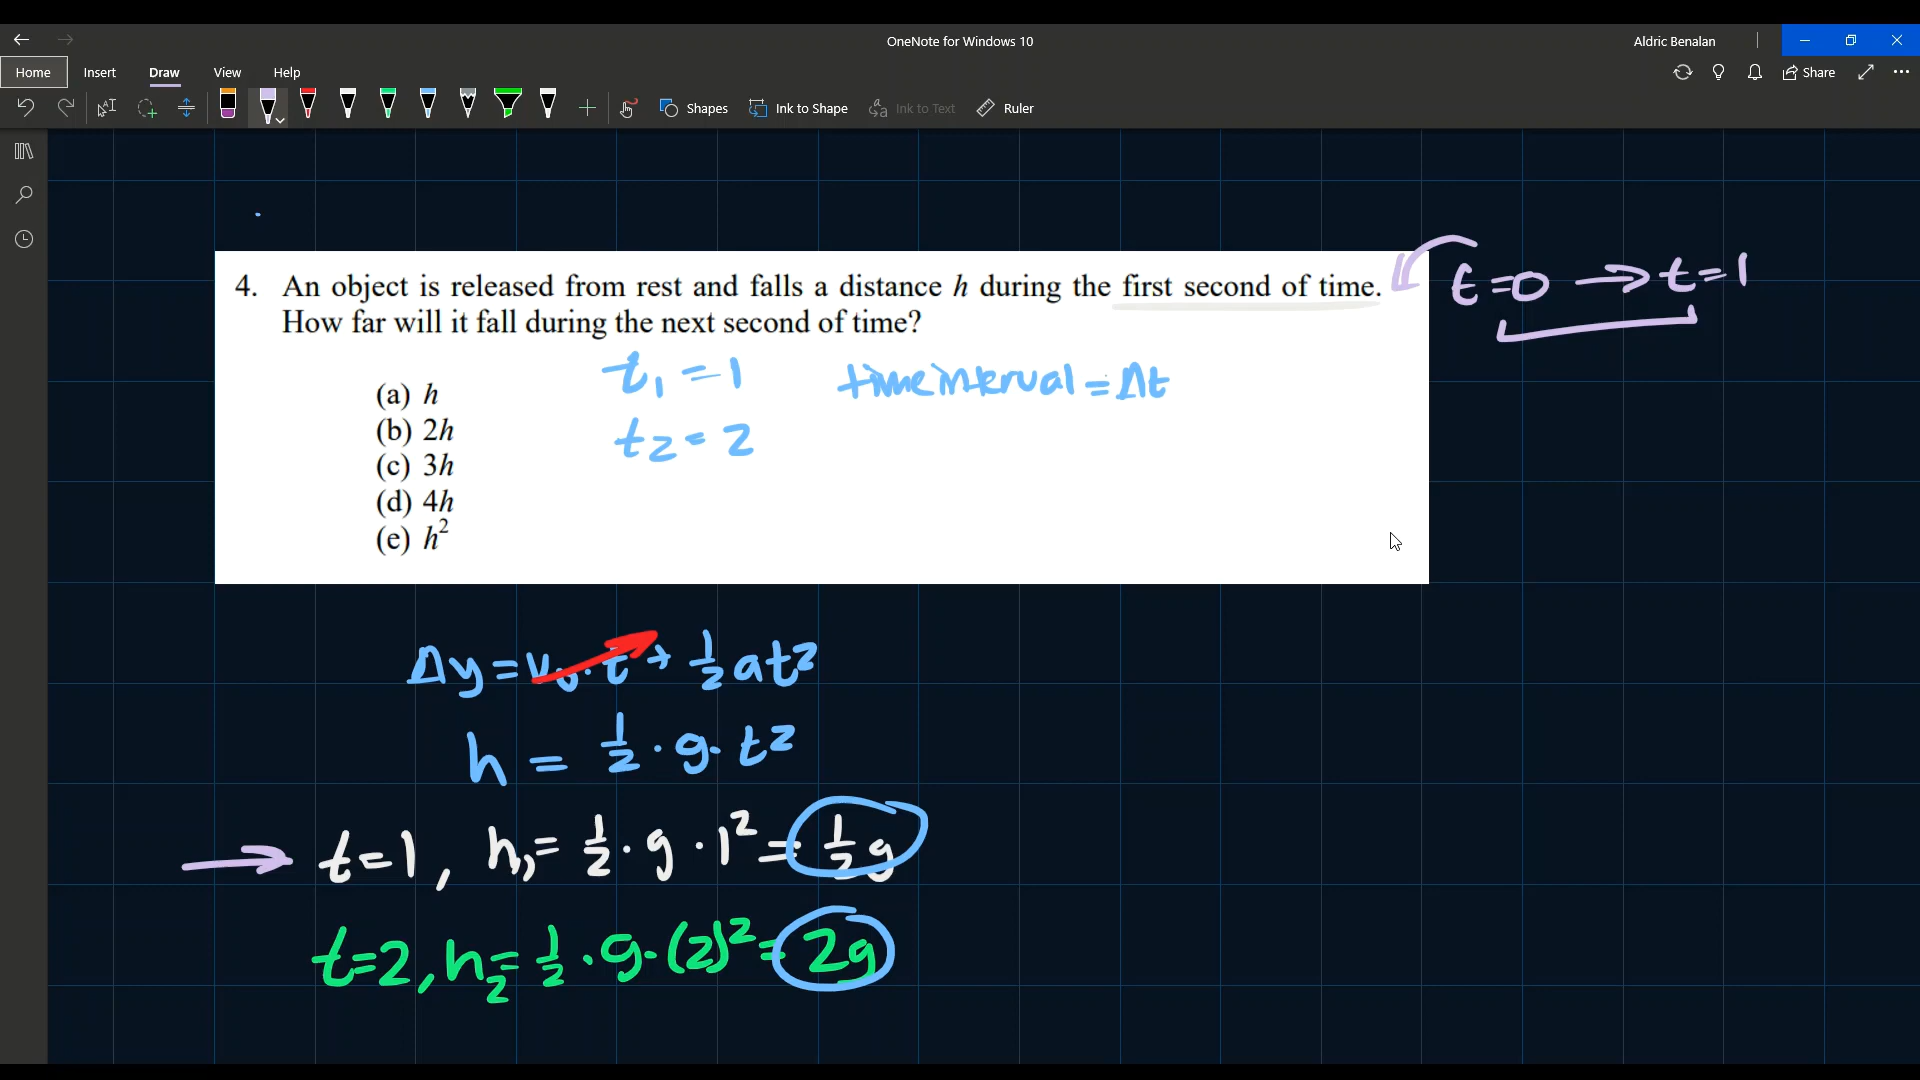 OneNote for Windows 10
Aldric Benalan
Home Insert Draw View Help
Share
Shapes Ink to Shape Ink to Text Ruler
4. An object is released from rest and falls a distance h during the first second of time.
How far will it fall during the next second of time?
t=0 → t=1
(a) h
(b) 2h
(c) 3h
(d) 4h
(e) h²
t₁ = 1 time interval = Δt
t₂ = 2
Δy = v₀·t + ½at²
h = ½·g·t²
→ t=1, h₁= ½·g·1² = ½g
t=2, h₂= ½·g·(2)² = 2g